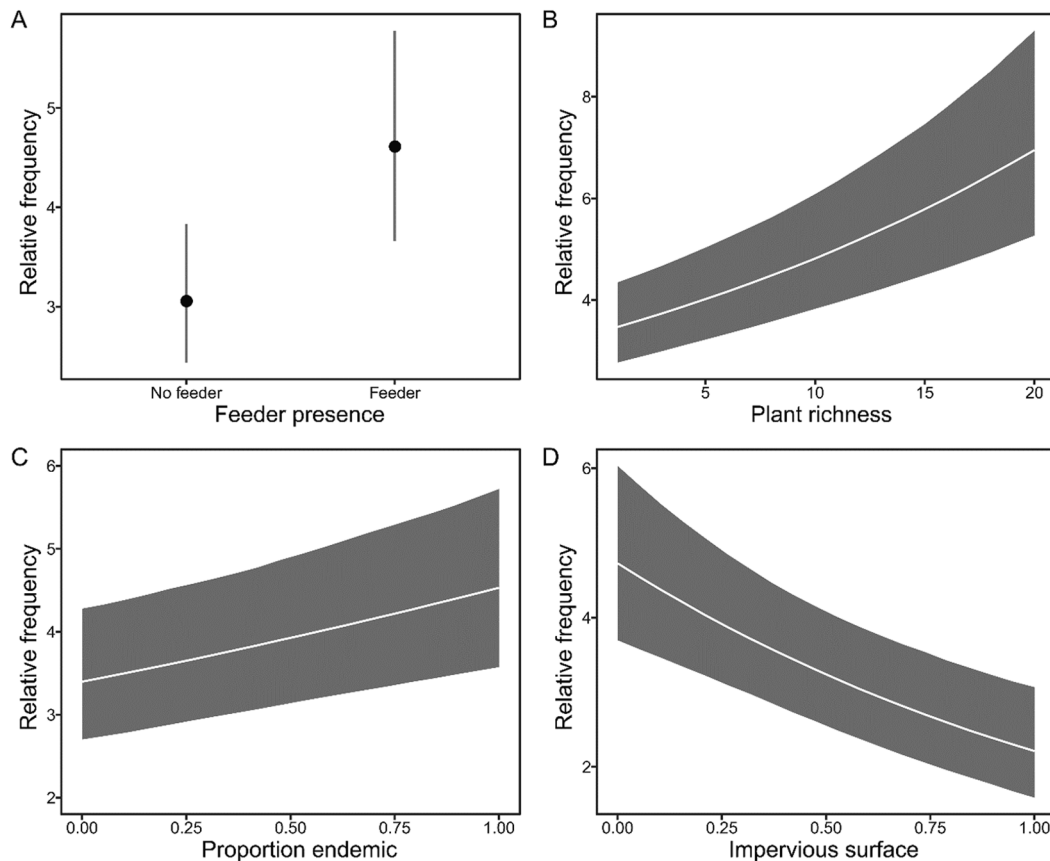 A
Relative frequency
5
4
3
No feeder Feeder
Feeder presence
B
Relative frequency
8
6
4
5 10 15 20
Plant richness
C
Relative frequency
6
5
4
3
2
0.00 0.25 0.50 0.75 1.00
Proportion endemic
D
Relative frequency
6
4
2
0.00 0.25 0.50 0.75 1.00
Impervious surface